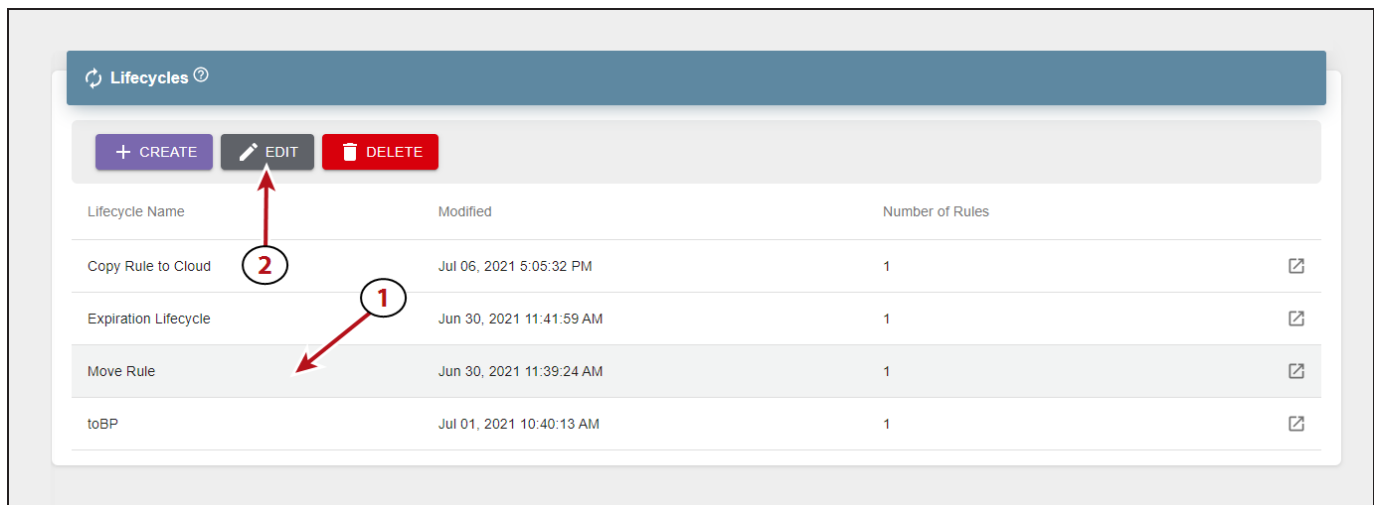 Lifecycles ?
+ CREATE EDIT DELETE
Lifecycle Name Modified Number of Rules
Copy Rule to Cloud 2 Jul 06, 2021 5:05:32 PM 1
1
Expiration Lifecycle Jun 30, 2021 11:41:59 AM 1
Move Rule Jun 30, 2021 11:39:24 AM 1
toBP Jul 01, 2021 10:40:13 AM 1